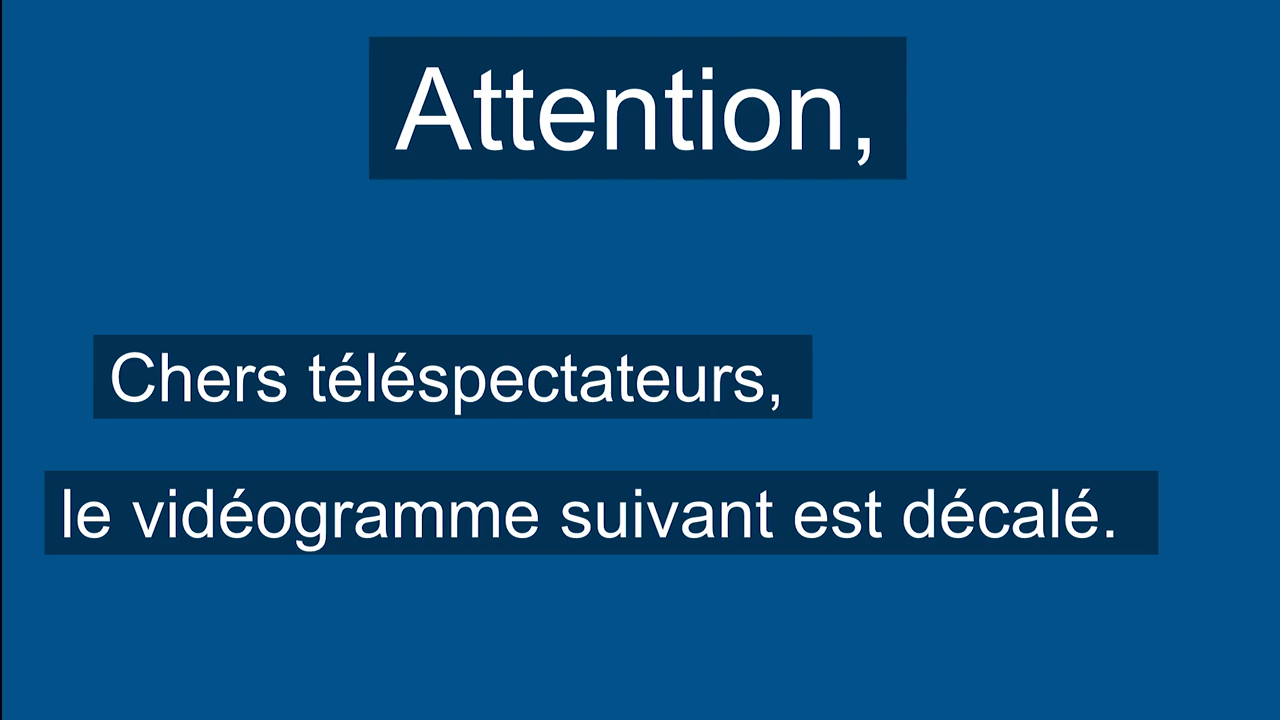 Attention,
Chers téléspectateurs,
le vidéogramme suivant est décalé.